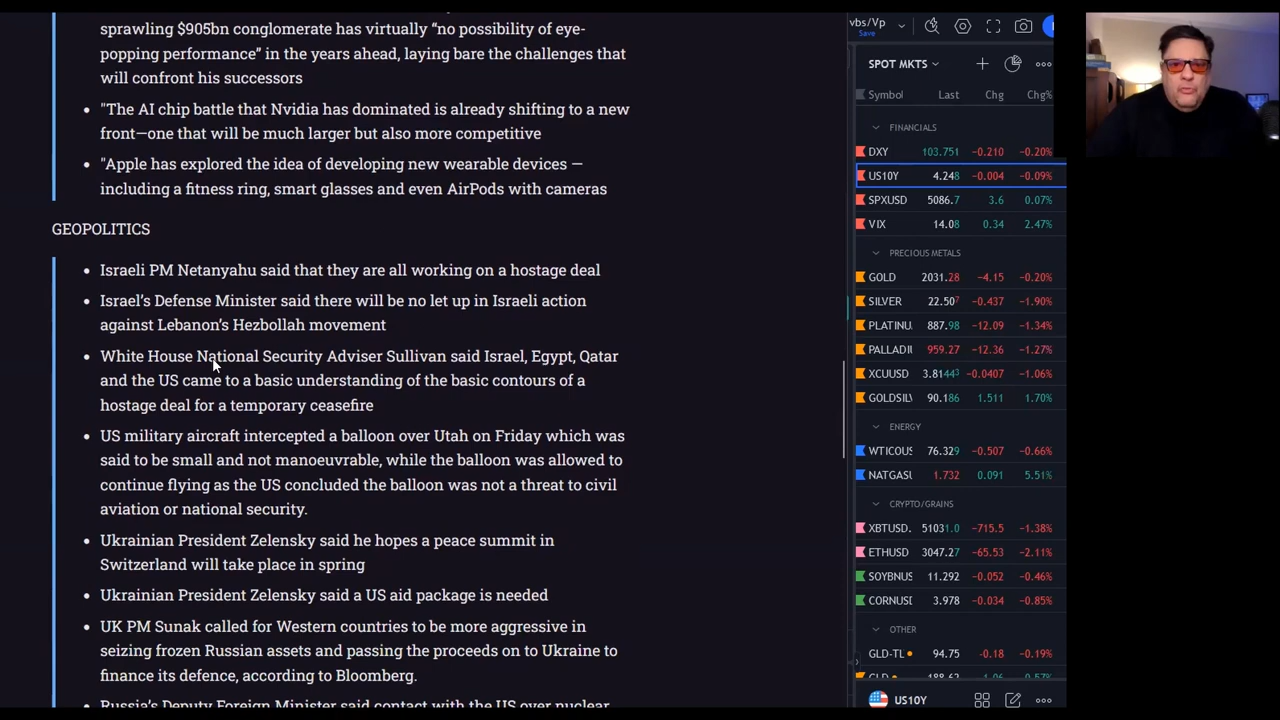 sprawling $905bn conglomerate has virtually “no possibility of eye-
popping performance” in the years ahead, laying bare the challenges that
will confront his successors
• "The AI chip battle that Nvidia has dominated is already shifting to a new
front—one that will be much larger but also more competitive
• "Apple has explored the idea of developing new wearable devices —
including a fitness ring, smart glasses and even AirPods with cameras
GEOPOLITICS
• Israeli PM Netanyahu said that they are all working on a hostage deal
• Israel’s Defense Minister said there will be no let up in Israeli action
against Lebanon’s Hezbollah movement
• White House National Security Adviser Sullivan said Israel, Egypt, Qatar
and the US came to a basic understanding of the basic contours of a
hostage deal for a temporary ceasefire
• US military aircraft intercepted a balloon over Utah on Friday which was
said to be small and not manoeuvrable, while the balloon was allowed to
continue flying as the US concluded the balloon was not a threat to civil
aviation or national security.
• Ukrainian President Zelensky said he hopes a peace summit in
Switzerland will take place in spring
• Ukrainian President Zelensky said a US aid package is needed
• UK PM Sunak called for Western countries to be more aggressive in
seizing frozen Russian assets and passing the proceeds on to Ukraine to
finance its defence, according to Bloomberg.
• Russia’s Deputy Foreign Minister said contact with the US over nuclear
vbs/Vp
Save
SPOT MKTS
Symbol Last Chg Chg%
FINANCIALS
DXY 103.751 −0.210 −0.20%
US10Y 4.248 −0.004 −0.09%
SPXUSD 5086.7 3.6 0.07%
VIX 14.08 0.34 2.47%
PRECIOUS METALS
GOLD 2031.28 −4.15 −0.20%
SILVER 22.507 −0.437 −1.90%
PLATINU 887.98 −12.09 −1.34%
PALLADI 959.27 −12.36 −1.27%
XCUUSD 3.81443 −0.0407 −1.06%
GOLDSIL 90.186 1.511 1.70%
ENERGY
WTICOUS 76.329 −0.507 −0.66%
NATGAS 1.732 0.091 5.51%
CRYPTO/GRAINS
XBTUSD. 51031.0 −715.5 −1.38%
ETHUSD 3047.27 −65.53 −2.11%
SOYBNUS 11.292 −0.052 −0.46%
CORNUS 3.978 −0.034 −0.85%
OTHER
GLD-TL 94.75 −0.18 −0.19%
US10Y